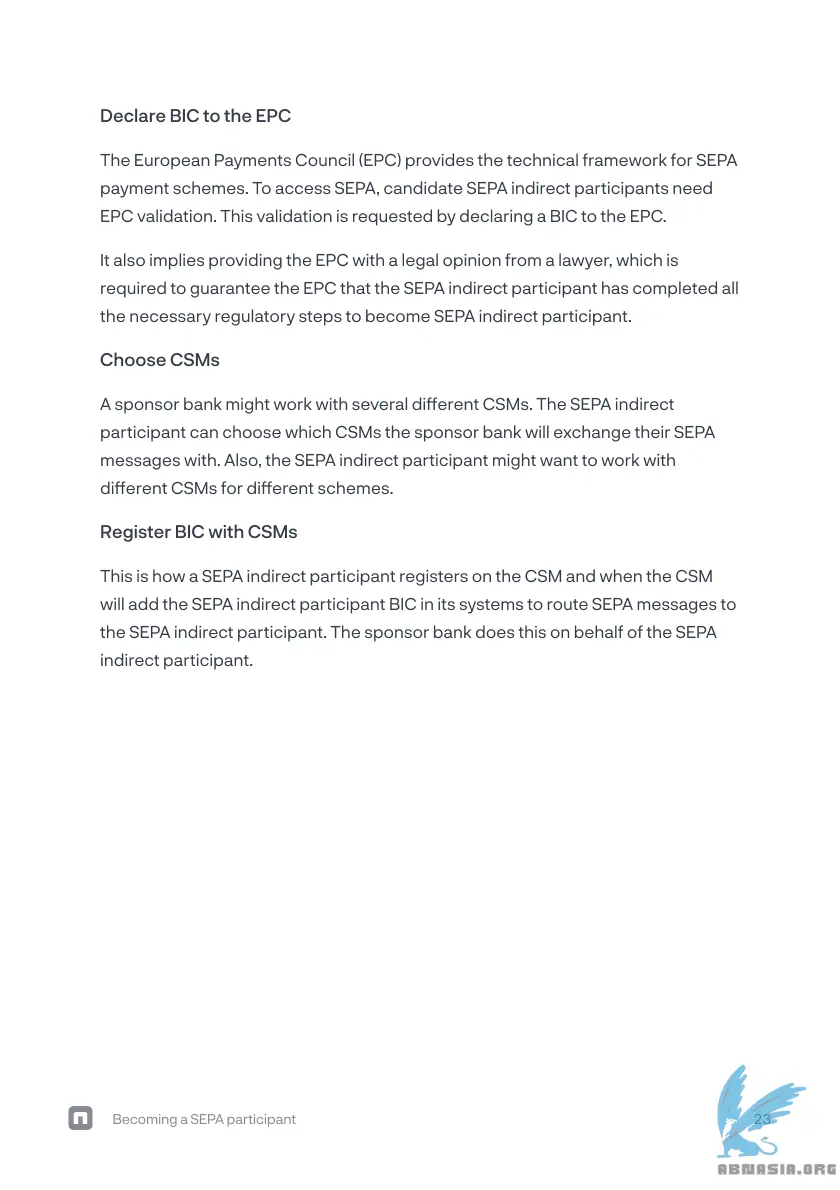 Declare BIC to the EPC
The European Payments Council (EPC) provides the technical framework for SEPA
payment schemes. To access SEPA, candidate SEPA indirect participants need
EPC validation. This validation is requested by declaring a BIC to the EPC.
It also implies providing the EPC with a legal opinion from a lawyer, which is
required to guarantee the EPC that the SEPA indirect participant has completed all
the necessary regulatory steps to become SEPA indirect participant.
Choose CSMs
A sponsor bank might work with several different CSMs. The SEPA indirect
participant can choose which CSMs the sponsor bank will exchange their SEPA
messages with. Also, the SEPA indirect participant might want to work with
different CSMs for different schemes.
Register BIC with CSMs
This is how a SEPA indirect participant registers on the CSM and when the CSM
will add the SEPA indirect participant BIC in its systems to route SEPA messages to
the SEPA indirect participant. The sponsor bank does this on behalf of the SEPA
indirect participant.
Becoming a SEPA participant
23
ABNASIA.ORG